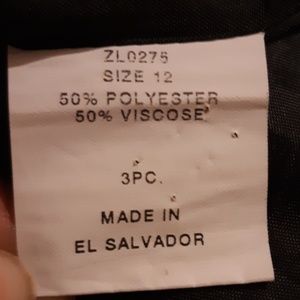 ZL0275
SIZE 12
50% POLYESTER
50% VISCOSE
3PC.
MADE IN
EL SALVADOR